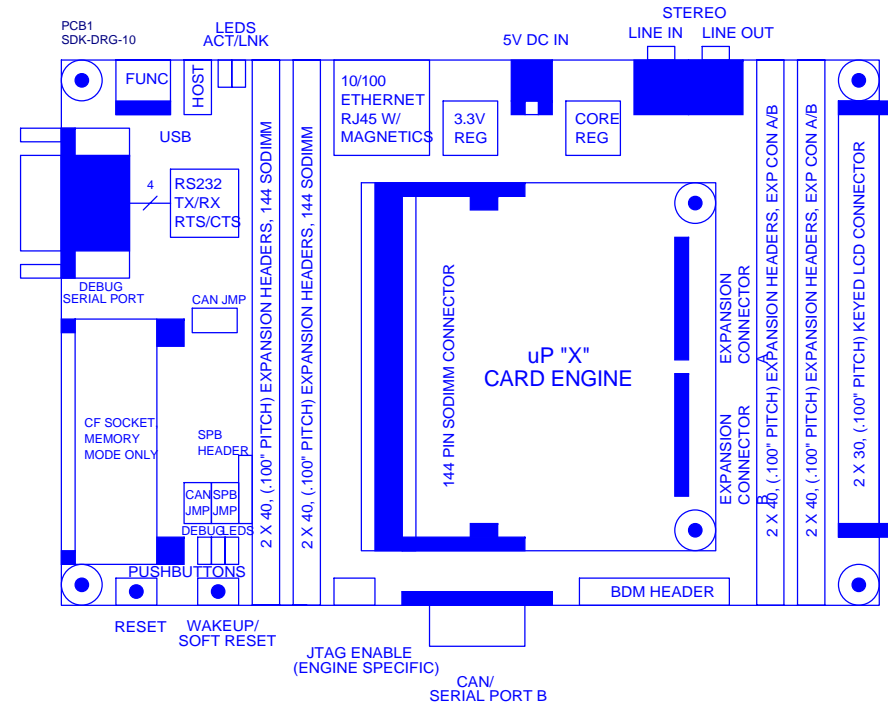 PCB1
SDK-DRG-10
LEDS
ACT/LNK
5V DC IN
STEREO
LINE IN
LINE OUT
FUNC
HOST
USB
10/100
ETHERNET
RJ45 W/
MAGNETICS
3.3V
REG
CORE
REG
4
RS232
TX/RX
RTS/CTS
DEBUG
SERIAL PORT
CAN JMP
2 X 40, (.100" PITCH) EXPANSION HEADERS, 144 SODIMM
2 X 40, (.100" PITCH) EXPANSION HEADERS, 144 SODIMM
144 PIN SODIMM CONNECTOR
uP "X"
CARD ENGINE
EXPANSION
CONNECTOR
A
EXPANSION
CONNECTOR
B
2 X 40, (.100" PITCH) EXPANSION HEADERS, EXP CON A/B
2 X 40, (.100" PITCH) EXPANSION HEADERS, EXP CON A/B
2 X 30, (.100" PITCH) KEYED LCD CONNECTOR
CF SOCKET,
MEMORY
MODE ONLY
SPB
HEADER
CAN
JMP
SPB
JMP
DEBUG
LEDS
PUSHBUTTONS
RESET
WAKEUP/
SOFT RESET
JTAG ENABLE
(ENGINE SPECIFIC)
CAN/
SERIAL PORT B
BDM HEADER